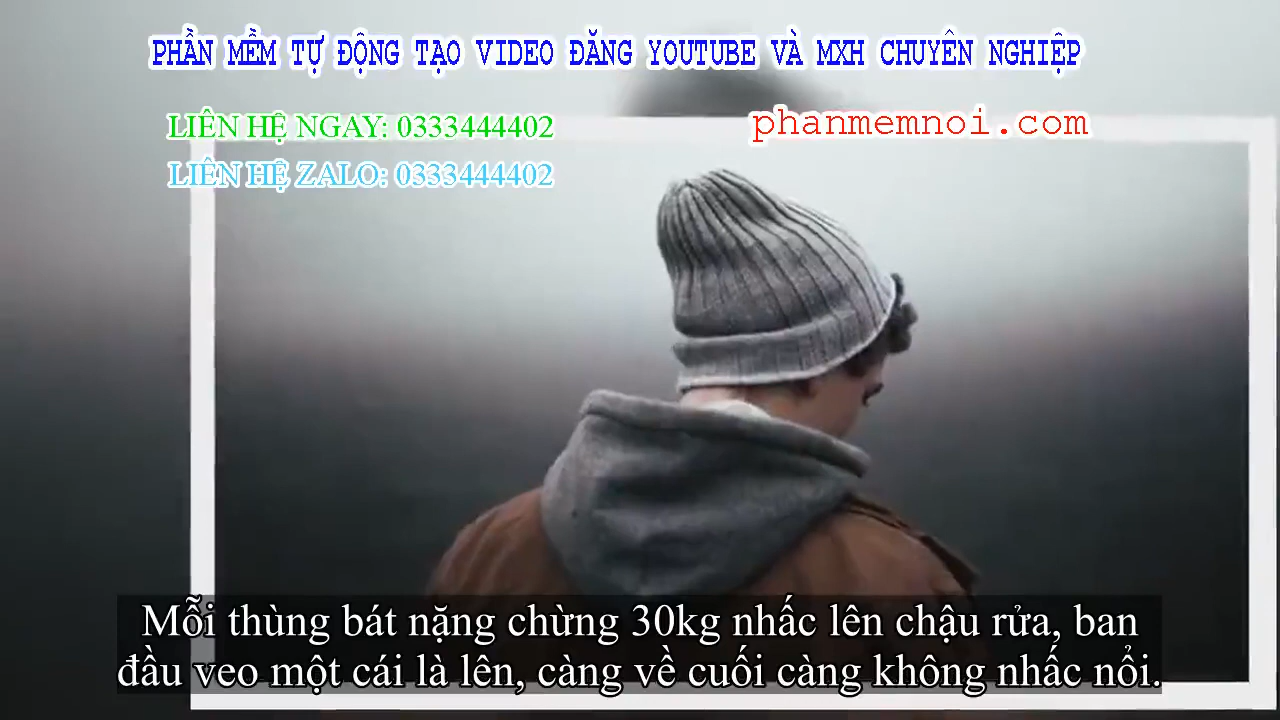 PHẦN MỀM TỰ ĐỘNG TẠO VIDEO ĐĂNG YOUTUBE VÀ MXH CHUYÊN NGHIỆP
LIÊN HỆ NGAY: 0333444402
phanmemnoi.com
LIÊN HỆ ZALO: 0333444402
Mỗi thùng bát nặng chừng 30kg nhấc lên chậu rửa, ban
đầu veo một cái là lên, càng về cuối càng không nhấc nổi.